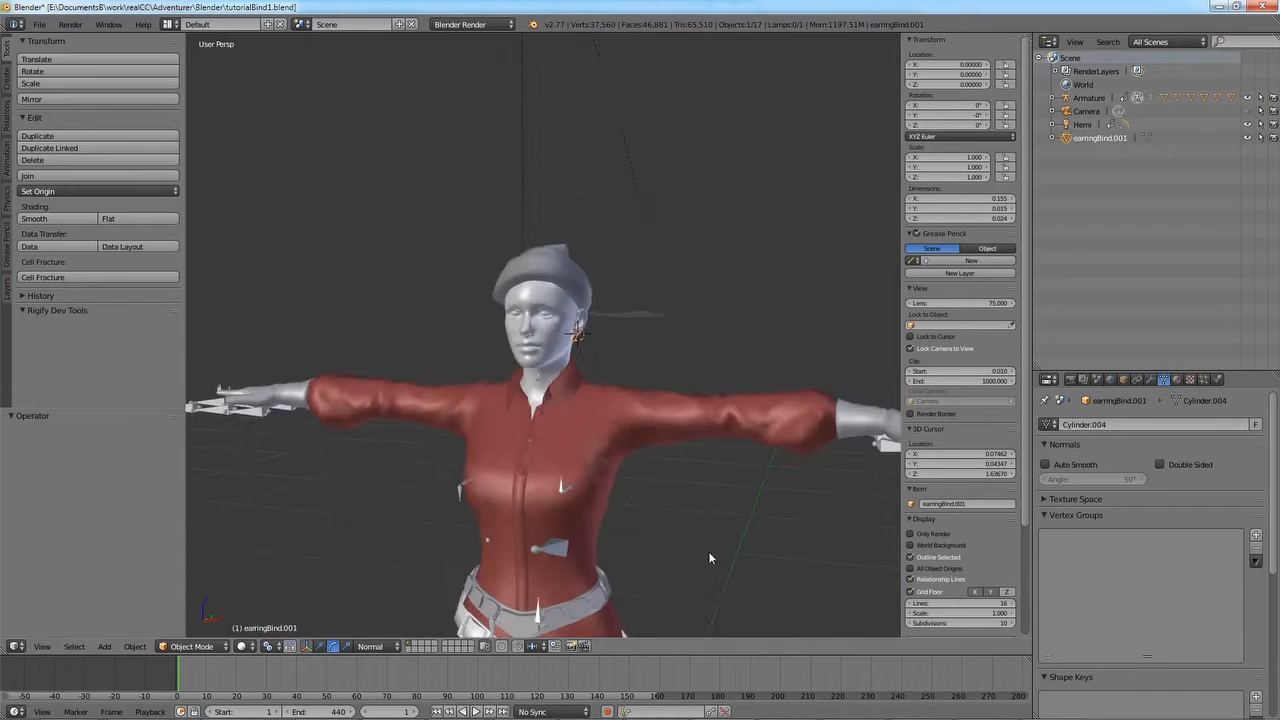 Blender* [E:\DocumentsB\work\realCC\Adventurer\Blender\tutorialBind1.blend]
File Render Window Help Default Scene Blender Render v2.77 | Verts:37,560 | Faces:46,881 | Tris:65,510 | Objects:1/17 | Lamps:0/1 | Mem:1197.51M | earringBind.001
Tools
Create
Relations
Animation
Physics
Grease Pencil
Layers
Transform
Translate
Rotate
Scale
Mirror
Edit
Duplicate
Duplicate Linked
Delete
Join
Set Origin
Shading:
Smooth Flat
Data Transfer:
Data Data Layout
Cell Fracture:
Cell Fracture
History
Rigify Dev Tools
Operator
User Persp
(1) earringBind.001
Transform
Location:
X: 0.00000
Y: 0.00000
Z: 0.00000
Rotation:
X: 0°
Y: -0°
Z: 0°
XYZ Euler
Scale:
X: 1.000
Y: 1.000
Z: 1.000
Dimensions:
X: 0.155
Y: 0.015
Z: 0.024
Grease Pencil
Scene Object
New
New Layer
View
Lens: 75.000
Lock to Object:
Lock to Cursor
Lock Camera to View
Clip:
Start: 0.010
End: 1000.000
Local Camera:
Camera
Render Border
3D Cursor
Location:
X: 0.07462
Y: 0.04347
Z: 1.63670
Item
earringBind.001
Display
Only Render
World Background
Outline Selected
All Object Origins
Relationship Lines
Grid Floor X Y Z
Lines: 16
Scale: 1.000
Subdivisions: 10
View Search All Scenes
Scene
RenderLayers
World
Armature
Camera
Hemi
earringBind.001
earringBind.001 Cylinder.004
Cylinder.004 F
Normals
Auto Smooth Double Sided
Angle: 30°
Texture Space
Vertex Groups
Shape Keys
View Select Add Object Object Mode Normal
-50 -40 -30 -20 -10 0 10 20 30 40 50 60 70 80 90 100 110 120 130 140 150 160 170 180 190 200 210 220 230 240 250 260 270 280
View Marker Frame Playback Start: 1 End: 440 1 No Sync